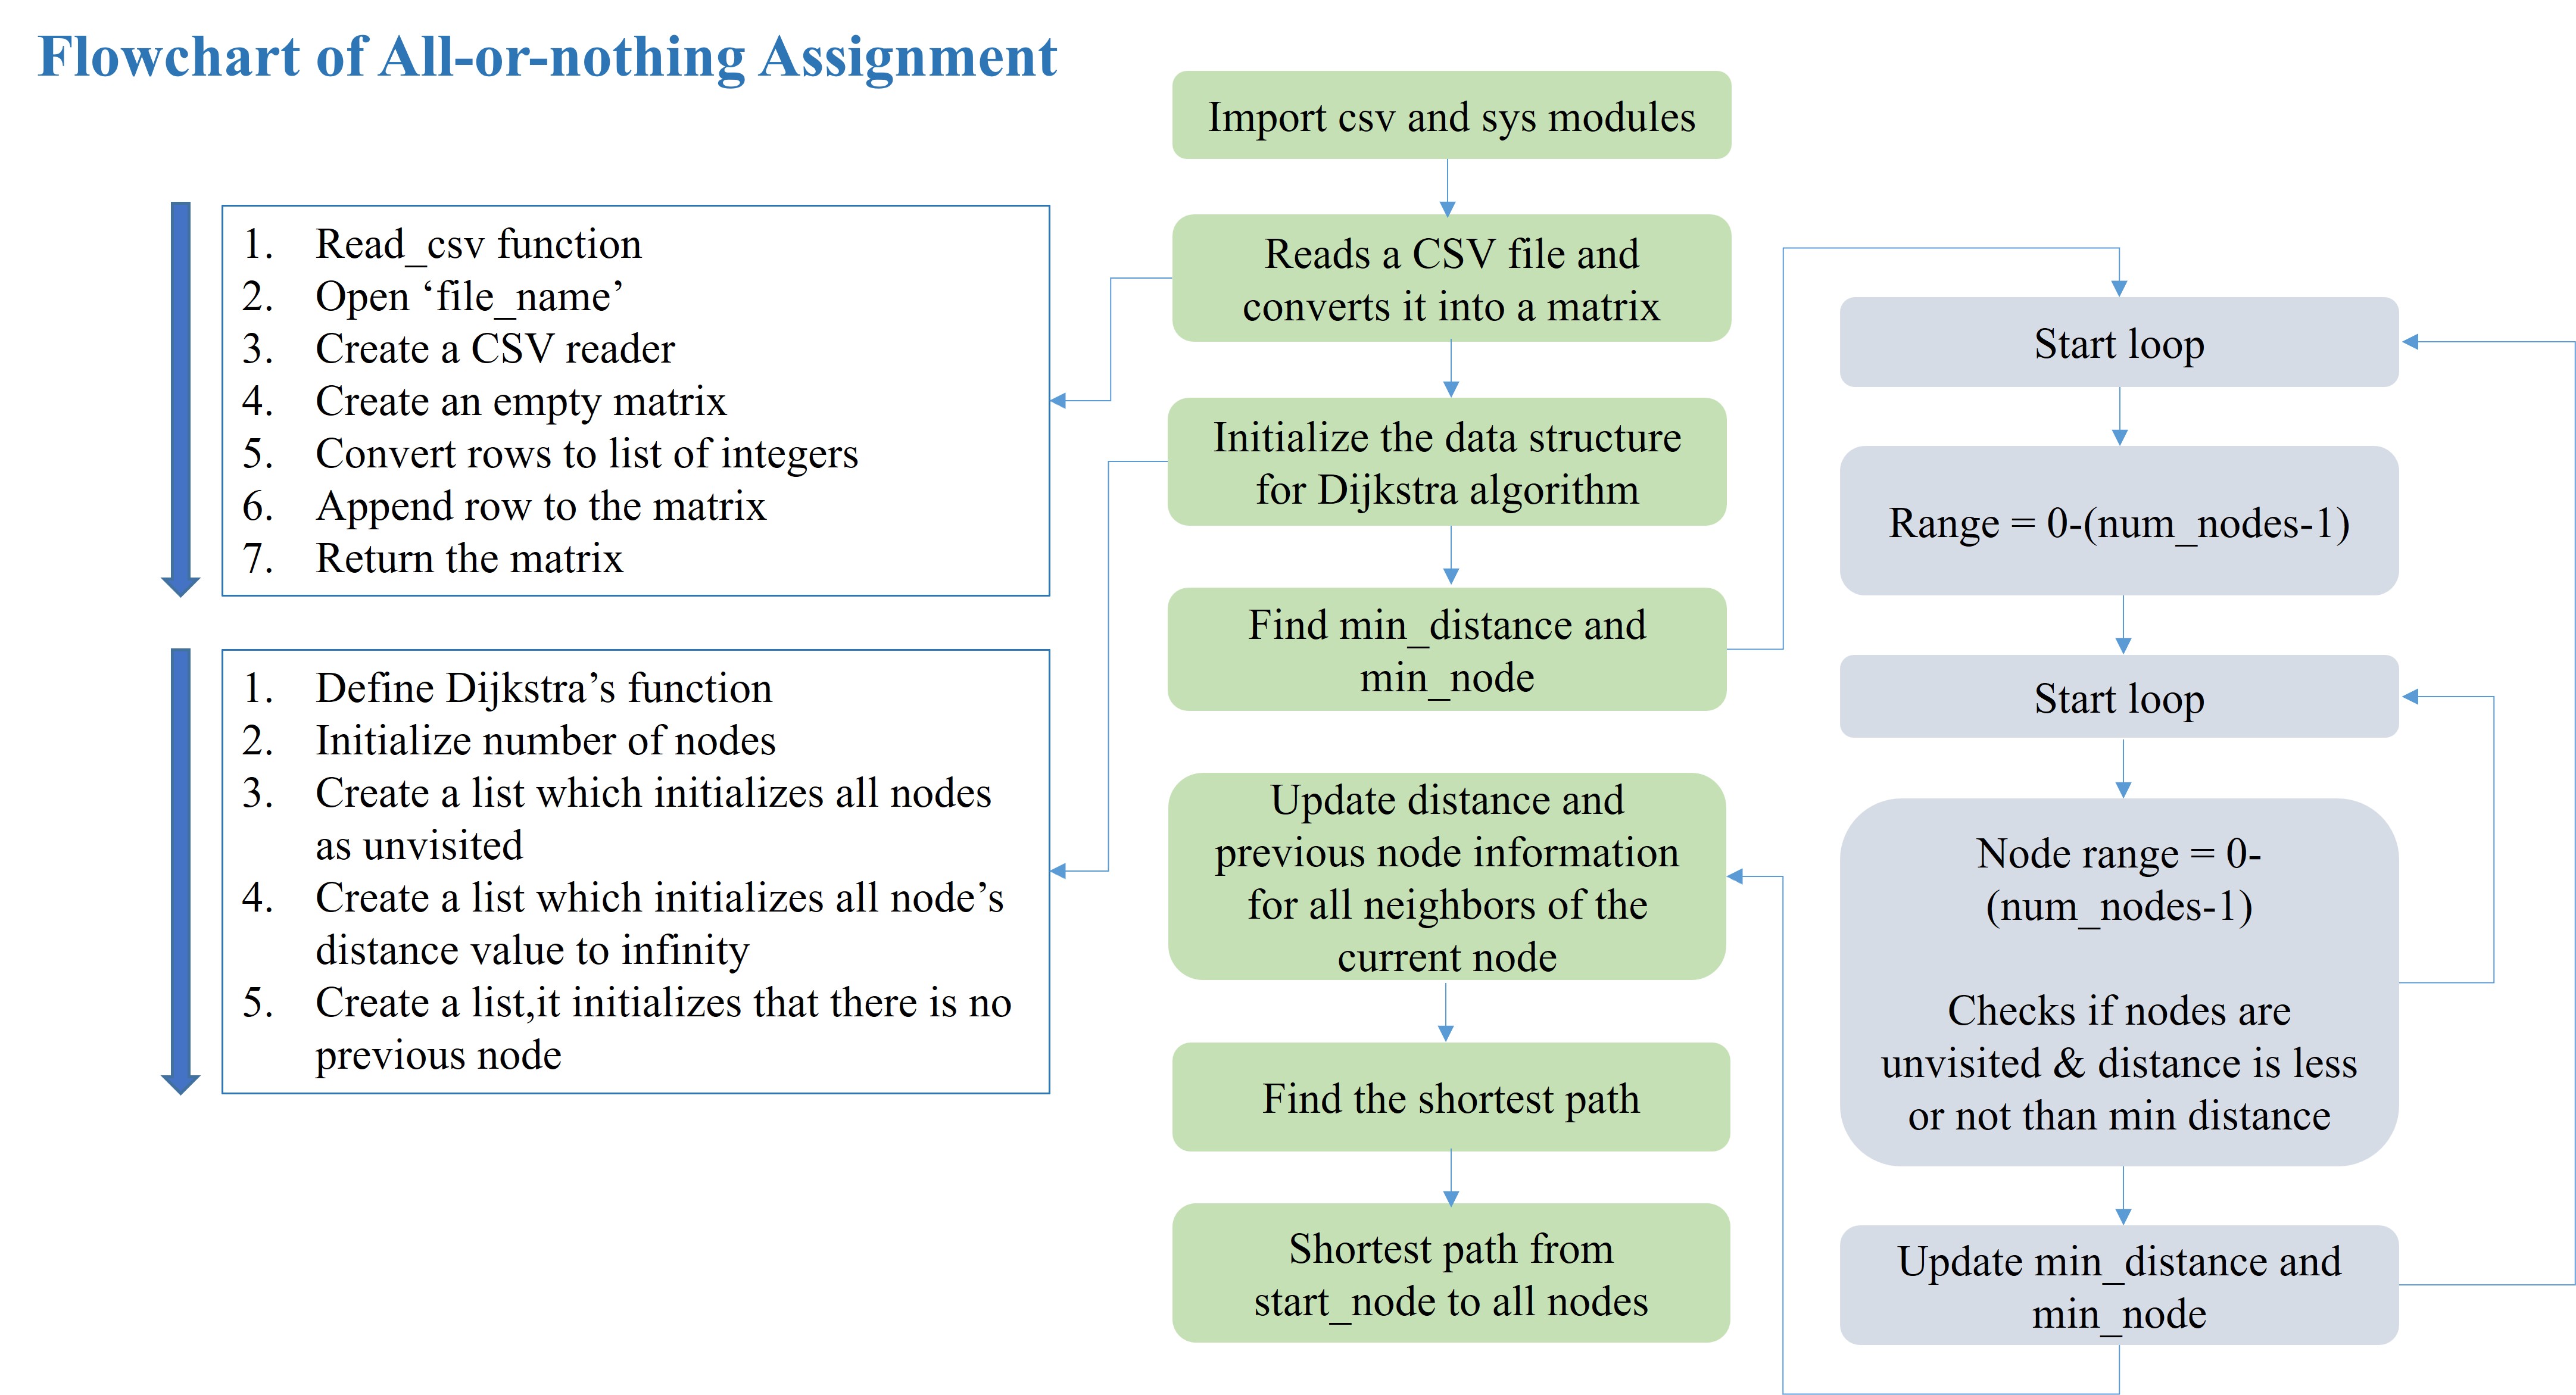 Flowchart of All-or-nothing Assignment
1. Read_csv function
2. Open ‘file_name’
3. Create a CSV reader
4. Create an empty matrix
5. Convert rows to list of integers
6. Append row to the matrix
7. Return the matrix
1. Define Dijkstra’s function
2. Initialize number of nodes
3. Create a list which initializes all nodes
as unvisited
4. Create a list which initializes all node’s
distance value to infinity
5. Create a list,it initializes that there is no
previous node
Import csv and sys modules
Reads a CSV file and
converts it into a matrix
Initialize the data structure
for Dijkstra algorithm
Find min_distance and
min_node
Update distance and
previous node information
for all neighbors of the
current node
Find the shortest path
Shortest path from
start_node to all nodes
Start loop
Range = 0-(num_nodes-1)
Start loop
Node range = 0-
(num_nodes-1)
Checks if nodes are
unvisited & distance is less
or not than min distance
Update min_distance and
min_node